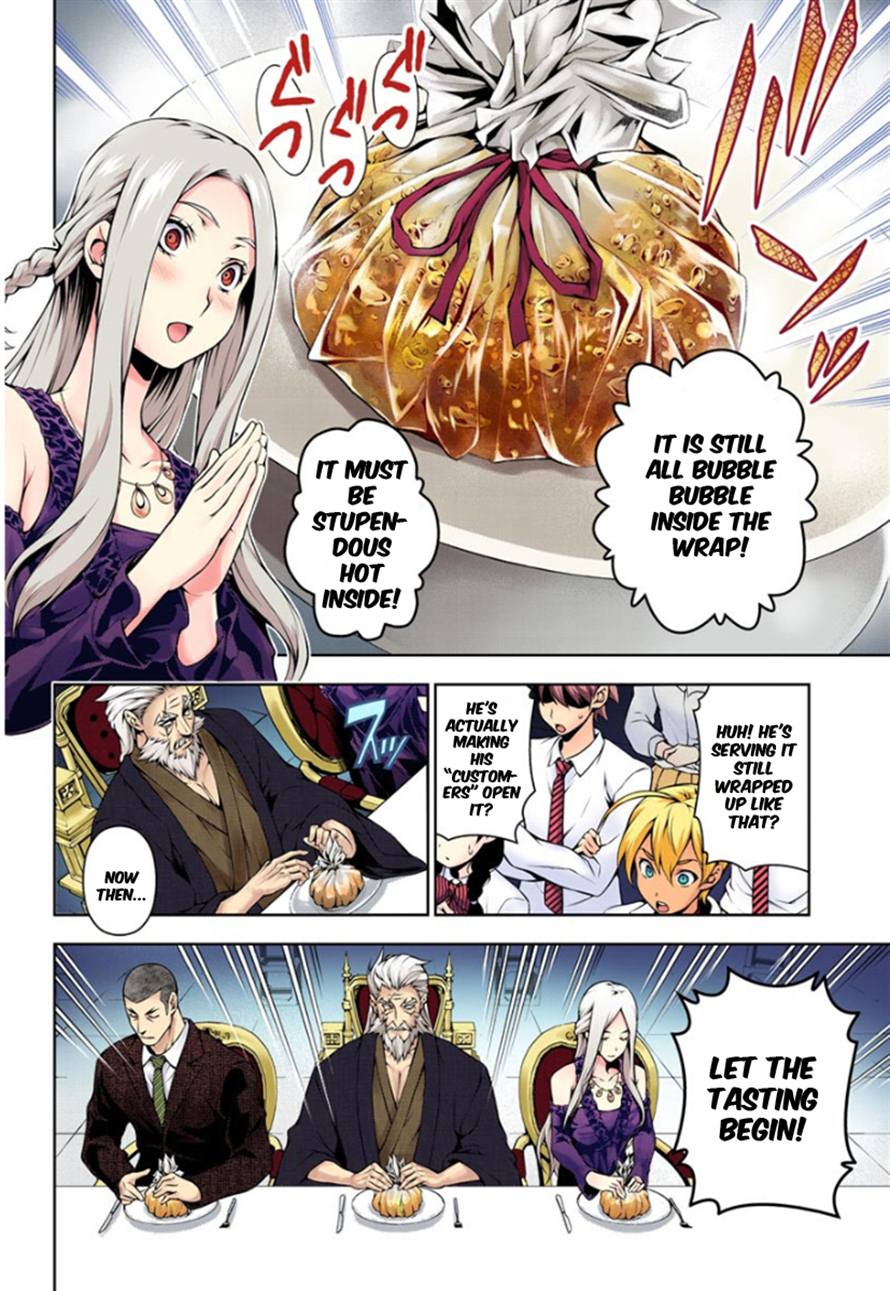 IT IS STILL
ALL BUBBLE
BUBBLE
INSIDE THE
WRAP!
ぐつ
ぐつ
ぐつ
IT MUST
BE
STUPEN-
DOUS
HOT
INSIDE!
HUH! HE'S
SERVING IT
STILL
WRAPPED
UP LIKE
THAT?
HE'S
ACTUALLY
MAKING
HIS
"CUSTOM-
ERS" OPEN
IT?
スッ
NOW
THEN...
LET THE
TASTING
BEGIN!